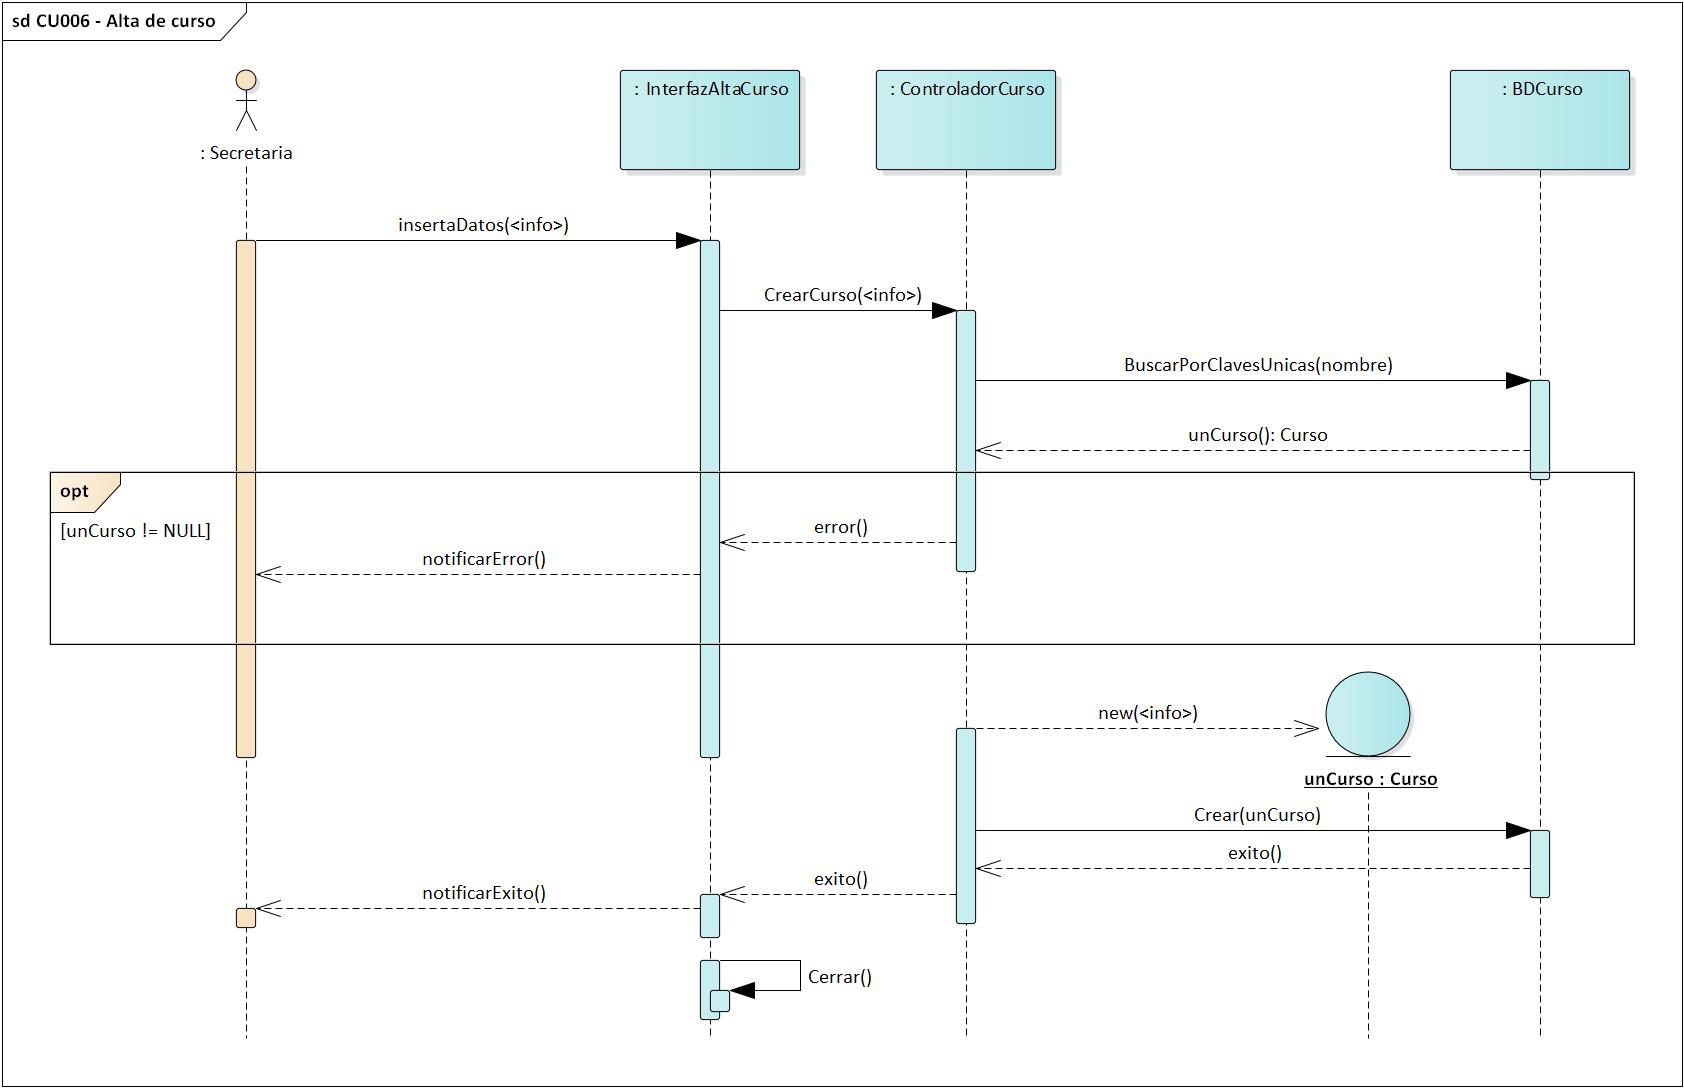 sd CU006 - Alta de curso
: Secretaria
: InterfazAltaCurso
: ControladorCurso
: BDCurso
insertaDatos(<info>)
CrearCurso(<info>)
BuscarPorClavesUnicas(nombre)
unCurso(): Curso
opt
[unCurso != NULL]
error()
notificarError()
new(<info>)
unCurso : Curso
Crear(unCurso)
exito()
exito()
notificarExito()
Cerrar()